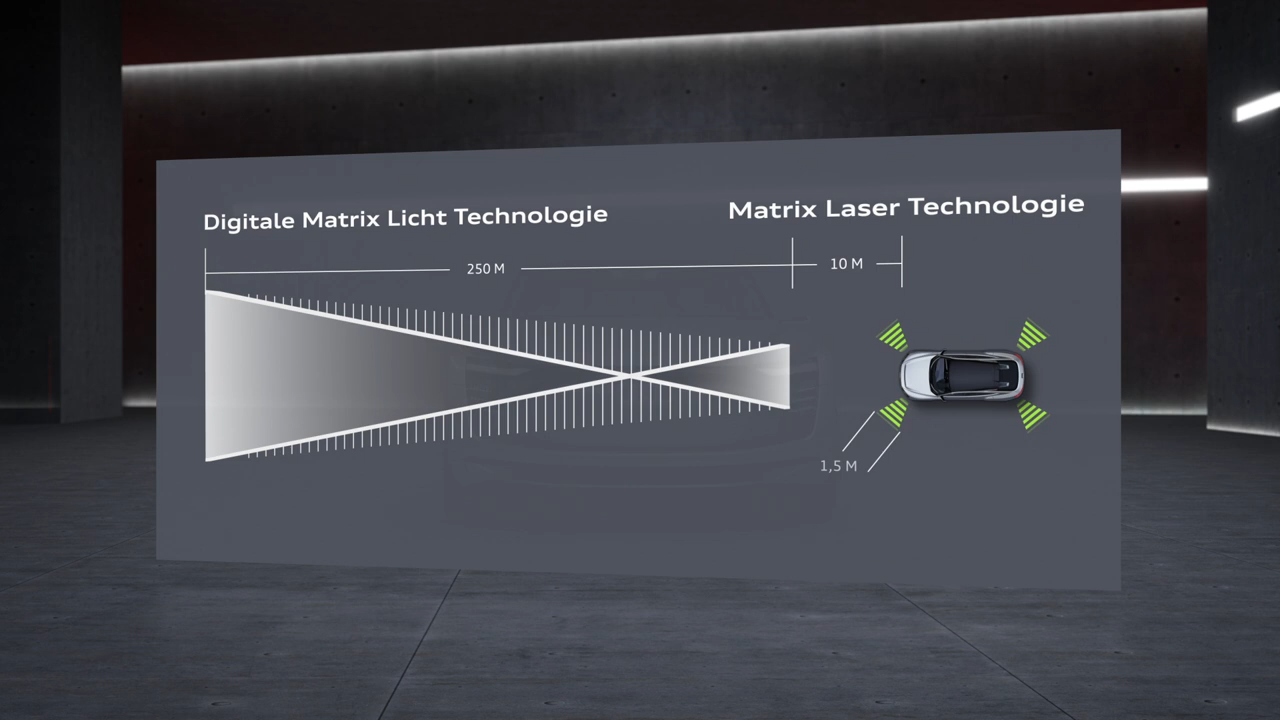 Digitale Matrix Licht Technologie
Matrix Laser Technologie
250 M
10 M
1,5 M